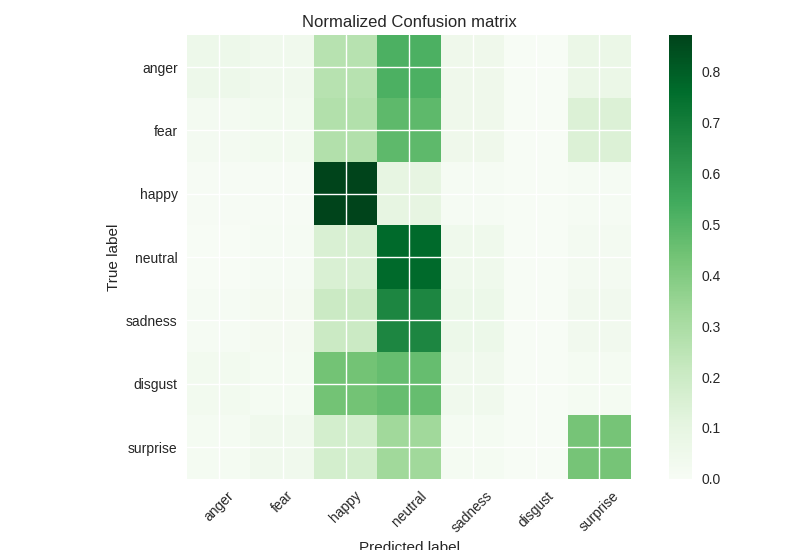 Normalized Confusion matrix
anger
fear
happy
neutral
sadness
disgust
surprise
True label
anger
fear
happy
neutral
sadness
disgust
surprise
Predicted label
0.8
0.7
0.6
0.5
0.4
0.3
0.2
0.1
0.0